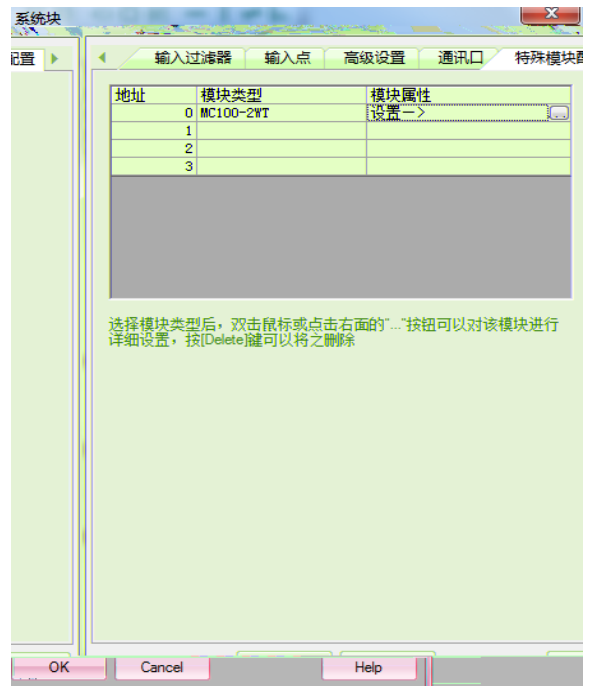 系统块
输入过滤器 输入点 高级设置 通讯口 特殊模块
地址 模块类型 模块属性
0 MC100-2WT 设置—>
1
2
3
选择模块类型后，双击鼠标或点击右面的"..."按钮可以对该模块进行
详细设置，按[Delete]键可以将之删除
OK Cancel Help